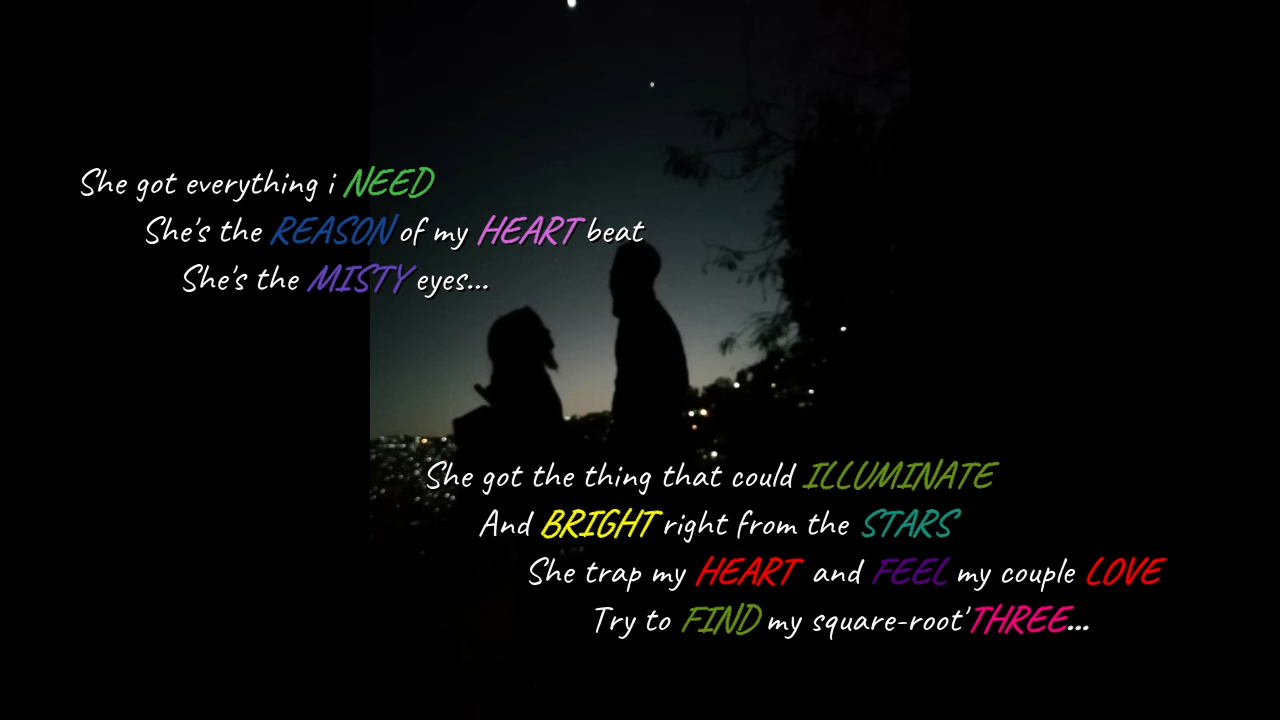 She got everything i NEED
She's the REASON of my HEART beat
She's the MISTY eyes...
She got the thing that could ILLUMINATE
And BRIGHT right from the STARS
She trap my HEART and FEEL my couple LOVE
Try to FIND my square-root'THREE...